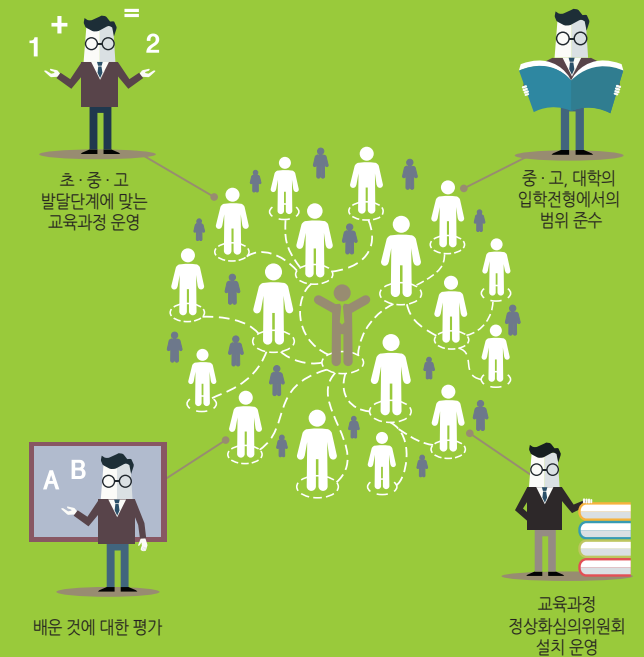 1 + = 2
초·중·고
발달단계에 맞는
교육과정 운영
중·고, 대학의
입학전형에서의
범위 준수
A B
배운 것에 대한 평가
교육과정
정상화심의위원회
설치 운영